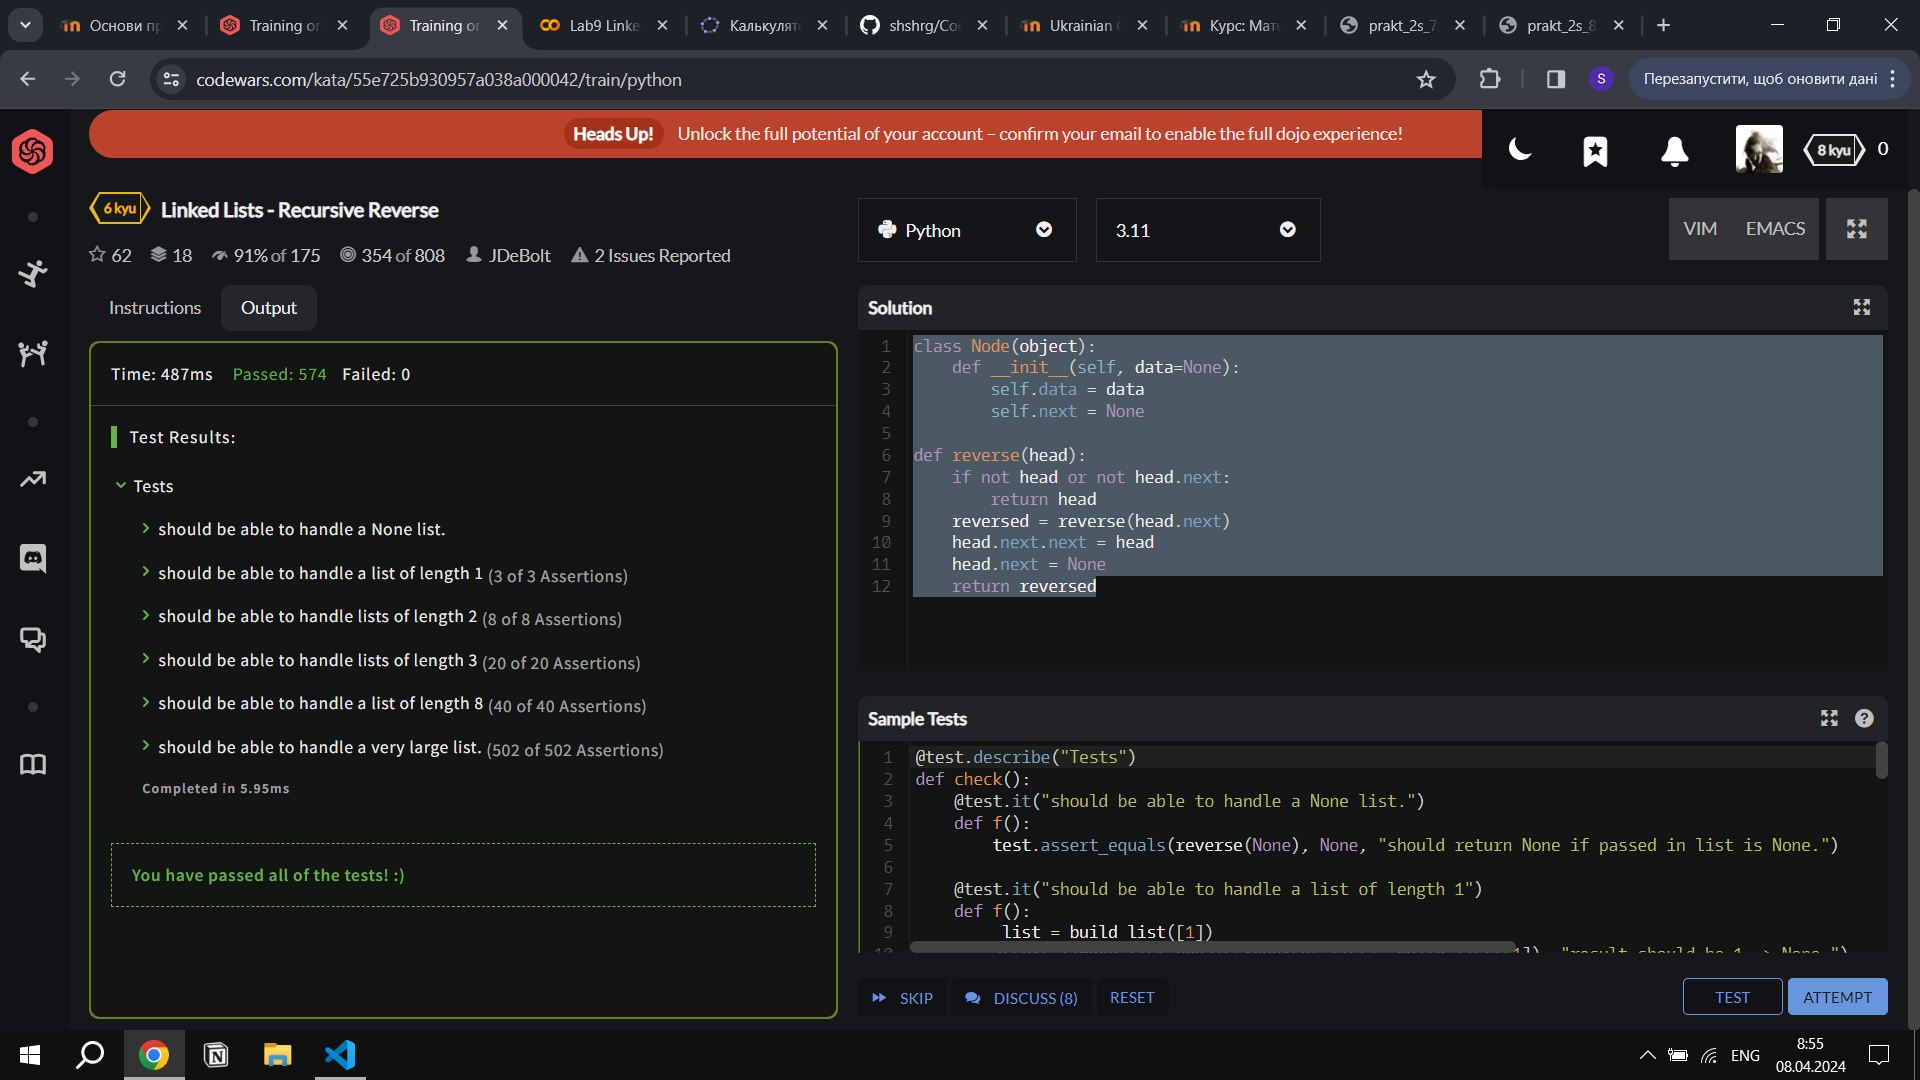 Основи пр
Training or
Training or
Lab9 Linke
Калькулято
shshrg/Co
Ukrainian
Курс: Мат
prakt_2s_7
prakt_2s_8
codewars.com/kata/55e725b930957a038a000042/train/python
S
Перезапустити, щоб оновити дані
Heads Up! Unlock the full potential of your account – confirm your email to enable the full dojo experience!
8 kyu 0
6 kyu Linked Lists - Recursive Reverse
62 18 91% of 175 354 of 808 JDeBolt 2 Issues Reported
Python
3.11
VIM EMACS
Instructions Output
Time: 487ms Passed: 574 Failed: 0
Test Results:
Tests
should be able to handle a None list.
should be able to handle a list of length 1 (3 of 3 Assertions)
should be able to handle lists of length 2 (8 of 8 Assertions)
should be able to handle lists of length 3 (20 of 20 Assertions)
should be able to handle a list of length 8 (40 of 40 Assertions)
should be able to handle a very large list. (502 of 502 Assertions)
Completed in 5.95ms
You have passed all of the tests! :)
Solution
1 class Node(object):
2 def __init__(self, data=None):
3 self.data = data
4 self.next = None
5
6 def reverse(head):
7 if not head or not head.next:
8 return head
9 reversed = reverse(head.next)
10 head.next.next = head
11 head.next = None
12 return reversed
Sample Tests
1 @test.describe("Tests")
2 def check():
3 @test.it("should be able to handle a None list.")
4 def f():
5 test.assert_equals(reverse(None), None, "should return None if passed in list is None.")
6
7 @test.it("should be able to handle a list of length 1")
8 def f():
9 list = build_list([1])
10
SKIP DISCUSS (8) RESET
TEST ATTEMPT
ENG
8:55
08.04.2024